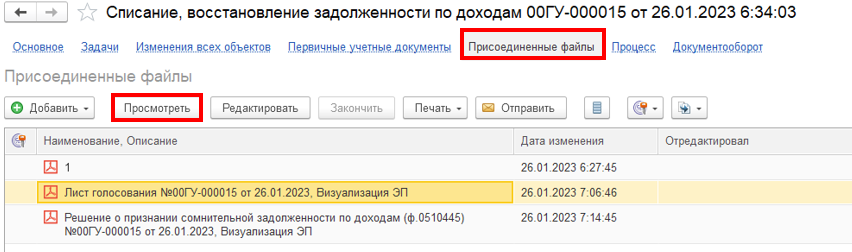 Списание, восстановление задолженности по доходам 00ГУ-000015 от 26.01.2023 6:34:03
Основное Задачи Изменения всех объектов Первичные учетные документы Присоединенные файлы Процесс Документооборот
Присоединенные файлы
Добавить Просмотреть Редактировать Закончить Печать Отправить
Наименование, Описание Дата изменения Отредактировал
1 26.01.2023 6:27:45
Лист голосования №00ГУ-000015 от 26.01.2023, Визуализация ЭП 26.01.2023 7:06:46
Решение о признании сомнительной задолженности по доходам (ф.0510445) 26.01.2023 7:14:45
№00ГУ-000015 от 26.01.2023, Визуализация ЭП